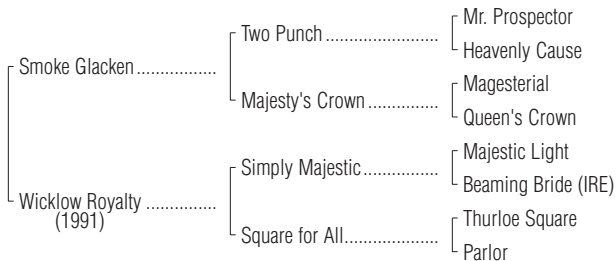 Mr. Prospector
Two Punch .......................
Heavenly Cause
Smoke Glacken ................
Magesterial
Majesty's Crown ..............
Queen's Crown
Majestic Light
Simply Majestic ...............
Beaming Bride (IRE)
Wicklow Royalty ..............
(1991)
Thurloe Square
Square for All...................
Parlor